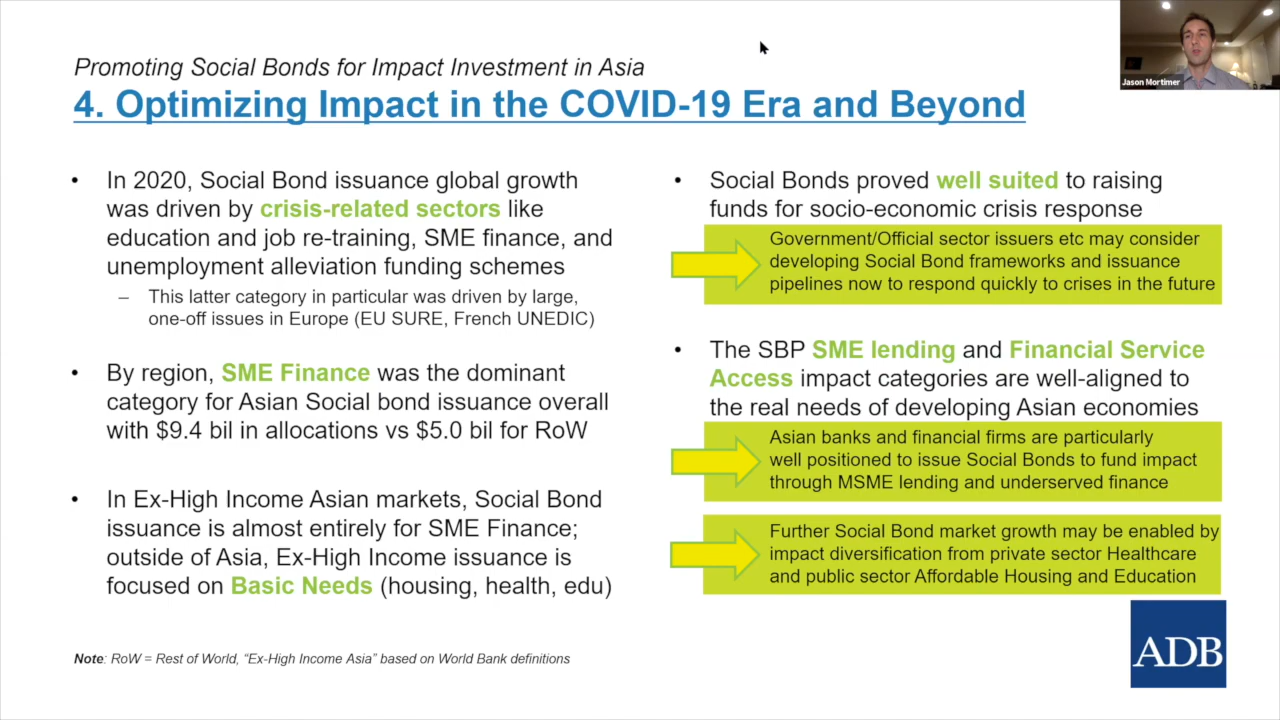 Promoting Social Bonds for Impact Investment in Asia
4. Optimizing Impact in the COVID-19 Era and Beyond
Jason Mortimer
• In 2020, Social Bond issuance global growth
was driven by crisis-related sectors like
education and job re-training, SME finance, and
unemployment alleviation funding schemes
– This latter category in particular was driven by large,
one-off issues in Europe (EU SURE, French UNEDIC)
• By region, SME Finance was the dominant
category for Asian Social bond issuance overall
with $9.4 bil in allocations vs $5.0 bil for RoW
• In Ex-High Income Asian markets, Social Bond
issuance is almost entirely for SME Finance;
outside of Asia, Ex-High Income issuance is
focused on Basic Needs (housing, health, edu)
• Social Bonds proved well suited to raising
funds for socio-economic crisis response
Government/Official sector issuers etc may consider
developing Social Bond frameworks and issuance
pipelines now to respond quickly to crises in the future
• The SBP SME lending and Financial Service
Access impact categories are well-aligned to
the real needs of developing Asian economies
Asian banks and financial firms are particularly
well positioned to issue Social Bonds to fund impact
through MSME lending and underserved finance
Further Social Bond market growth may be enabled by
impact diversification from private sector Healthcare
and public sector Affordable Housing and Education
Note: RoW = Rest of World, “Ex-High Income Asia” based on World Bank definitions
ADB